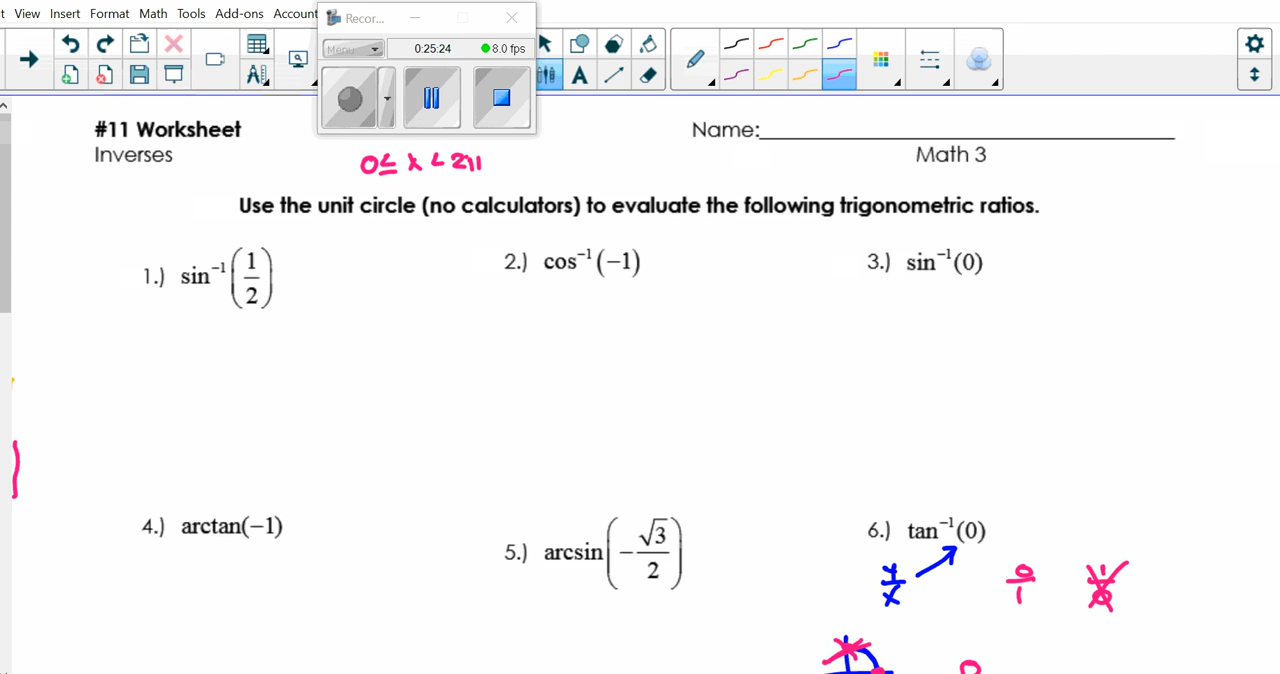 t View Insert Format Math Tools Add-ons Account
Recor...
Menu 0:25:24 8.0 fps
#11 Worksheet Name:
Inverses Math 3
0 ≤ x < 2π
Use the unit circle (no calculators) to evaluate the following trigonometric ratios.
1.) sin⁻¹(1/2) 2.) cos⁻¹(−1) 3.) sin⁻¹(0)
4.) arctan(−1) 5.) arcsin(−√3/2) 6.) tan⁻¹(0)
y/x 0/1 1/0